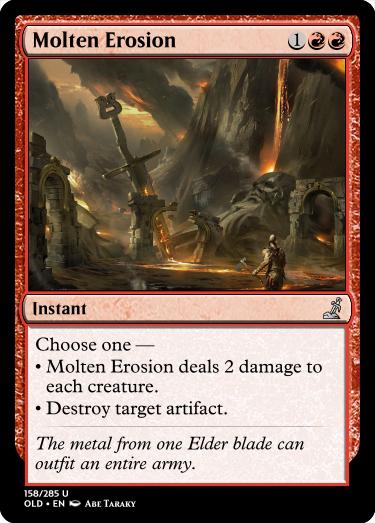 Molten Erosion 1
Instant
Choose one —
• Molten Erosion deals 2 damage to
each creature.
• Destroy target artifact.
The metal from one Elder blade can
outfit an entire army.
158/285 U
OLD • EN Abe Taraky